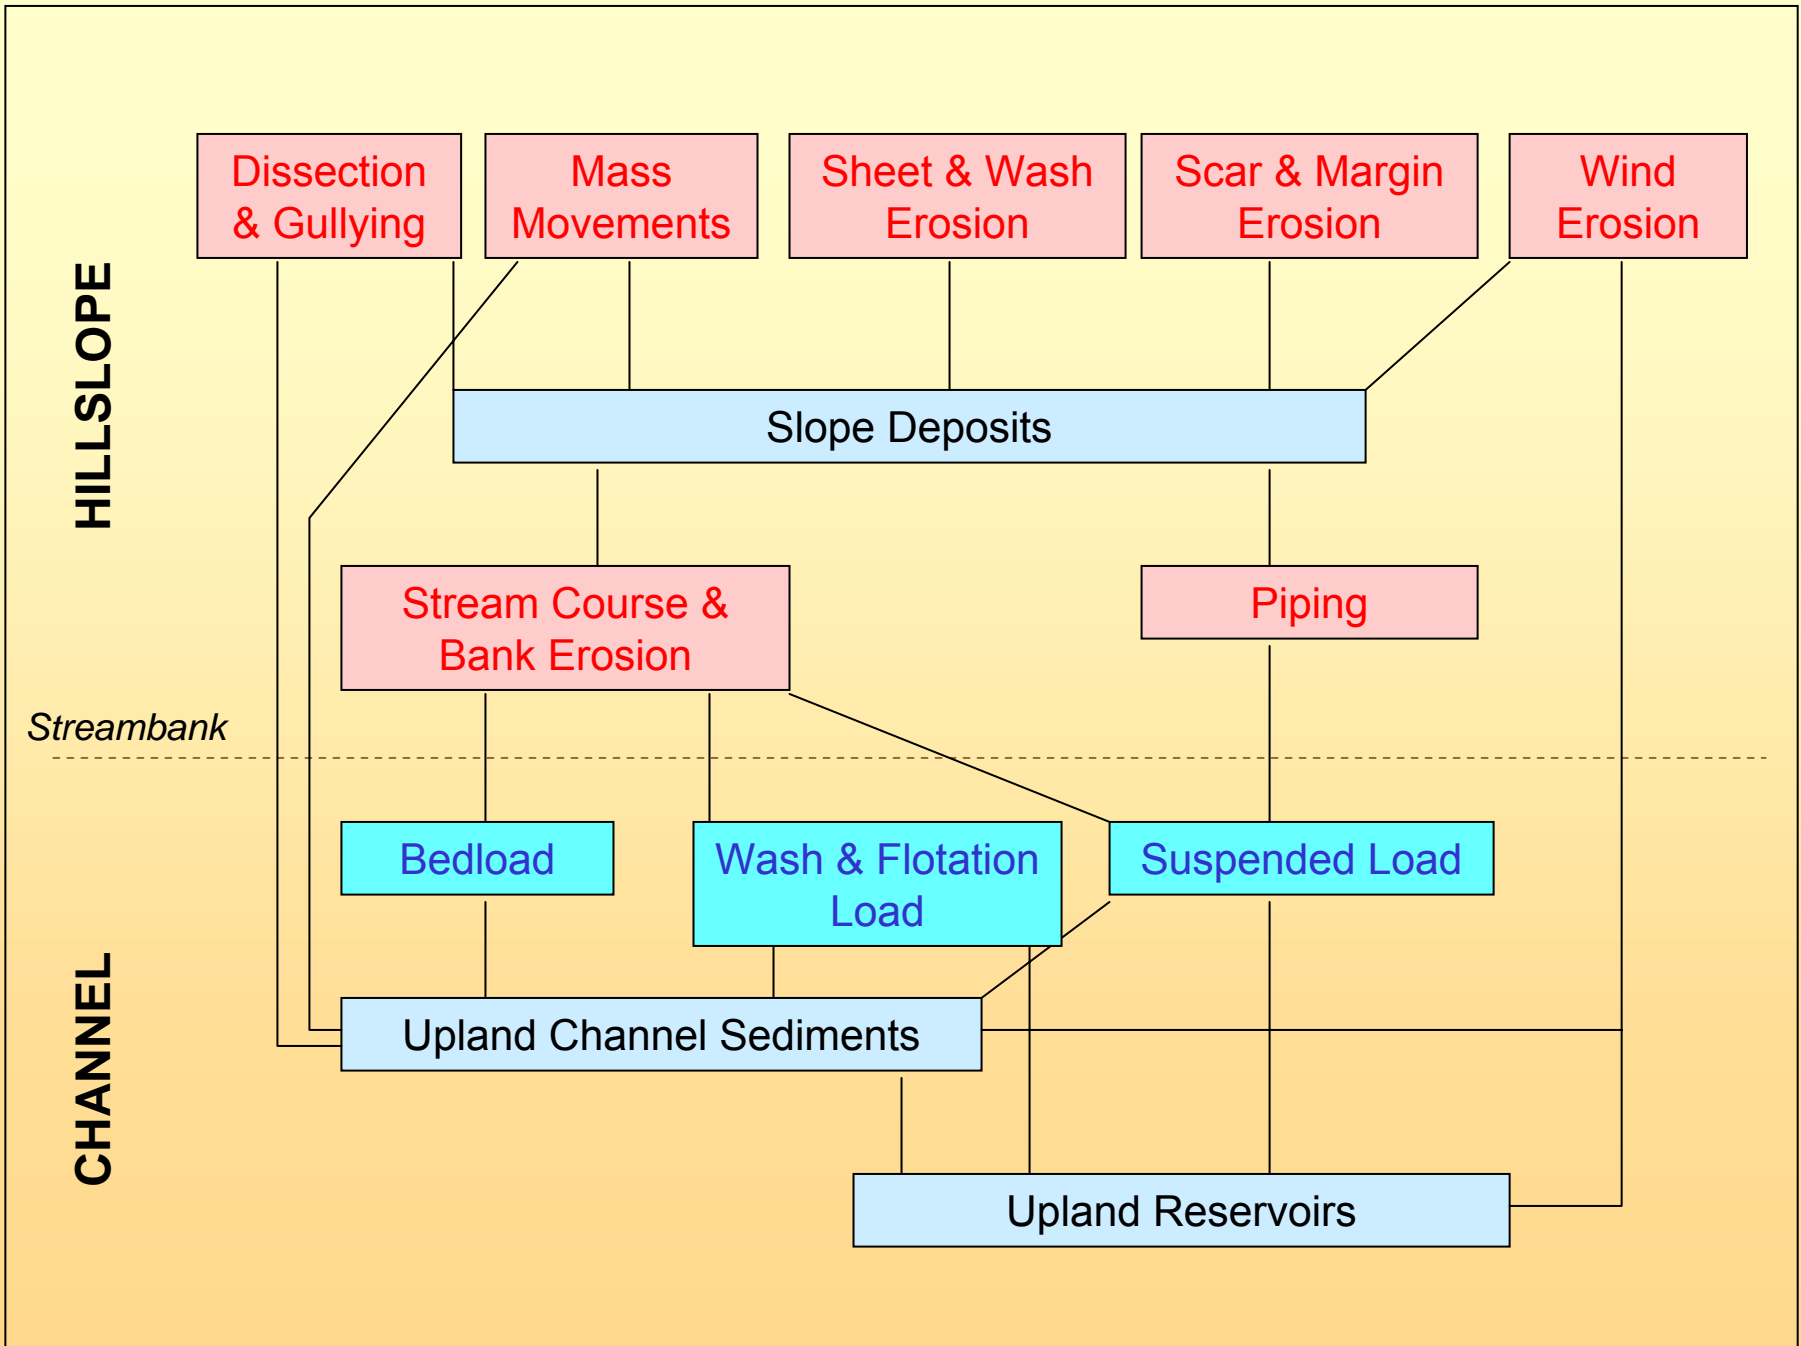 Dissection
& Gullying
Mass
Movements
Sheet & Wash
Erosion
Scar & Margin
Erosion
Wind
Erosion
HILLSLOPE
Slope Deposits
Stream Course &
Bank Erosion
Piping
Streambank
Bedload
Wash & Flotation
Load
Suspended Load
CHANNEL
Upland Channel Sediments
Upland Reservoirs